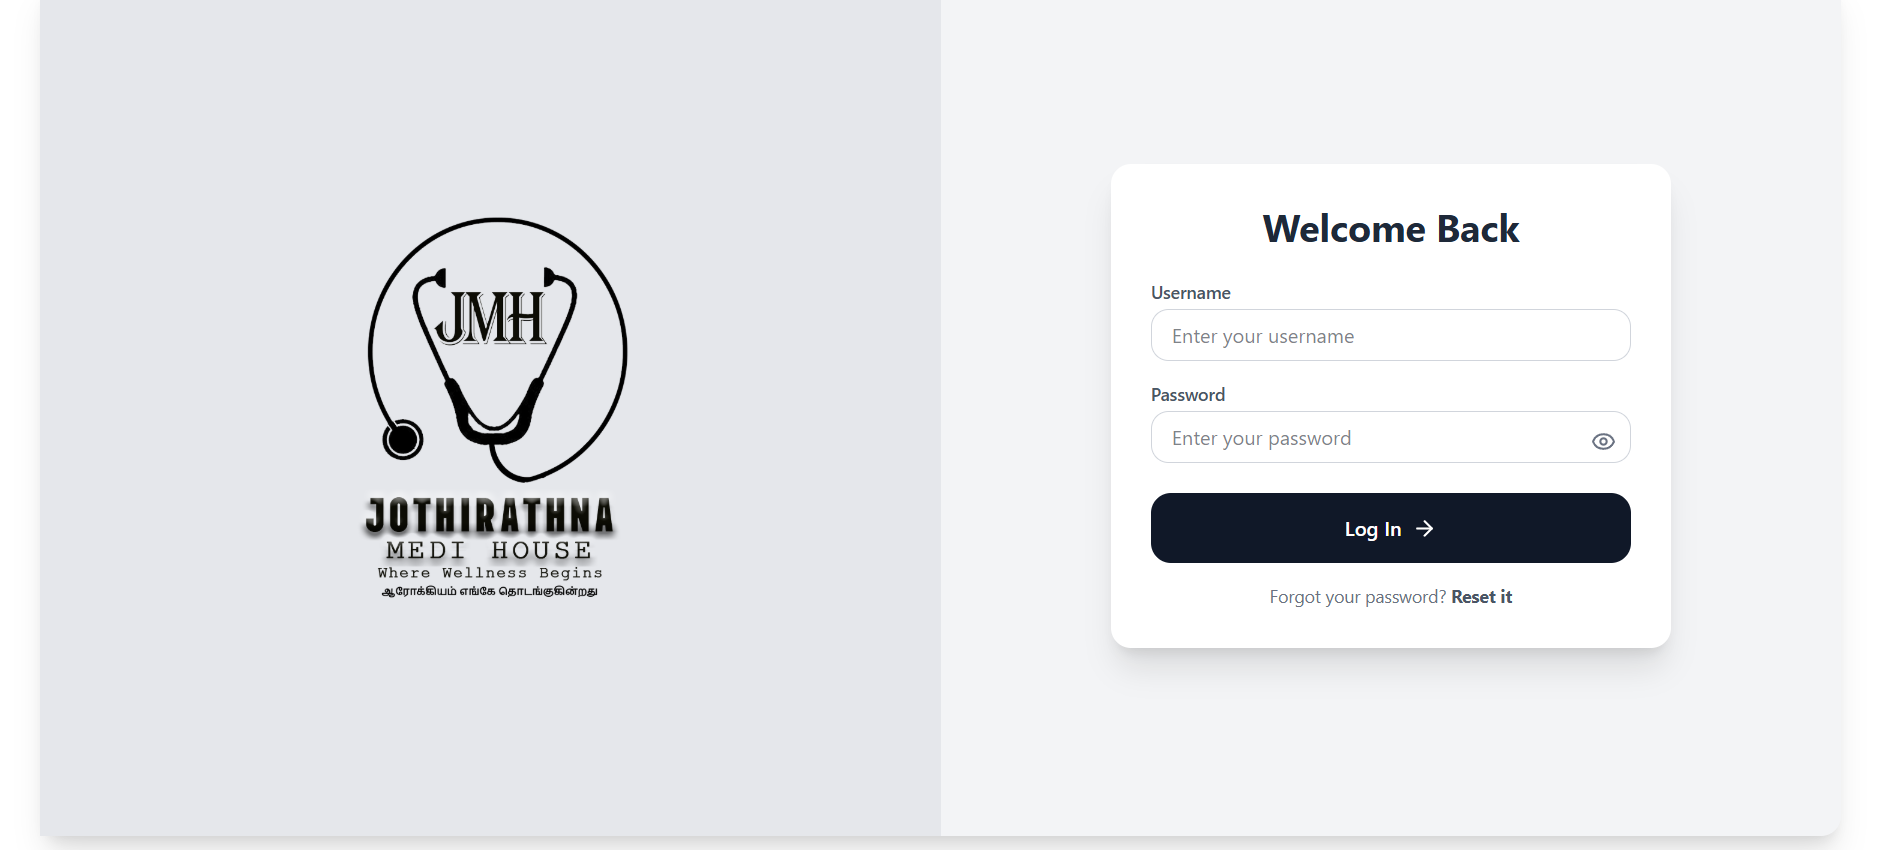 JMH
JOTHIRATHNA
MEDI HOUSE
Where Wellness Begins
ஆரோக்கியம் எங்கே தொடங்குகின்றது
Welcome Back
Username
Enter your username
Password
Enter your password
Log In
Forgot your password? Reset it